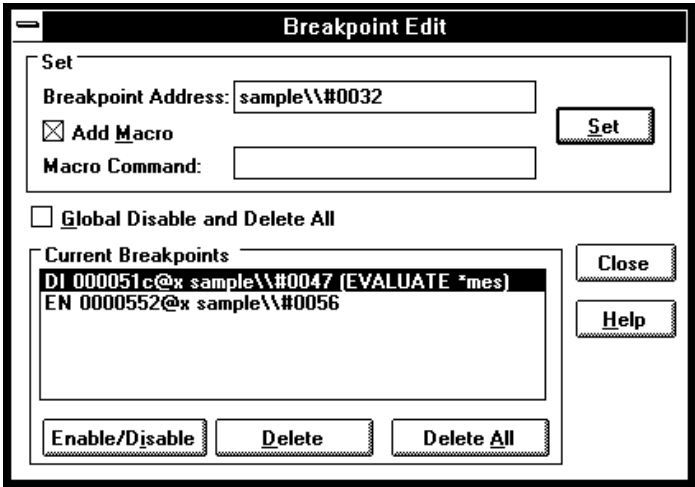 Breakpoint Edit
Set
Breakpoint Address: sample\\#0032
Set
Add Macro
Macro Command:
Global Disable and Delete All
Current Breakpoints
Close
DI 000051c@x sample\\#0047 (EVALUATE *mes)
EN 0000552@x sample\\#0056
Help
Enable/Disable
Delete
Delete All